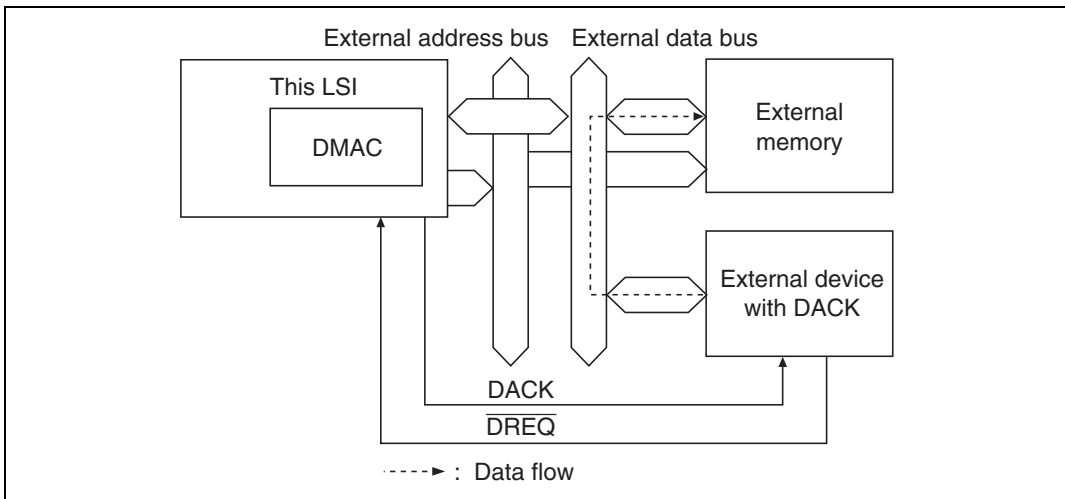 External address bus
External data bus
This LSI
DMAC
External
memory
External device
with DACK
DACK
DREQ
: Data flow